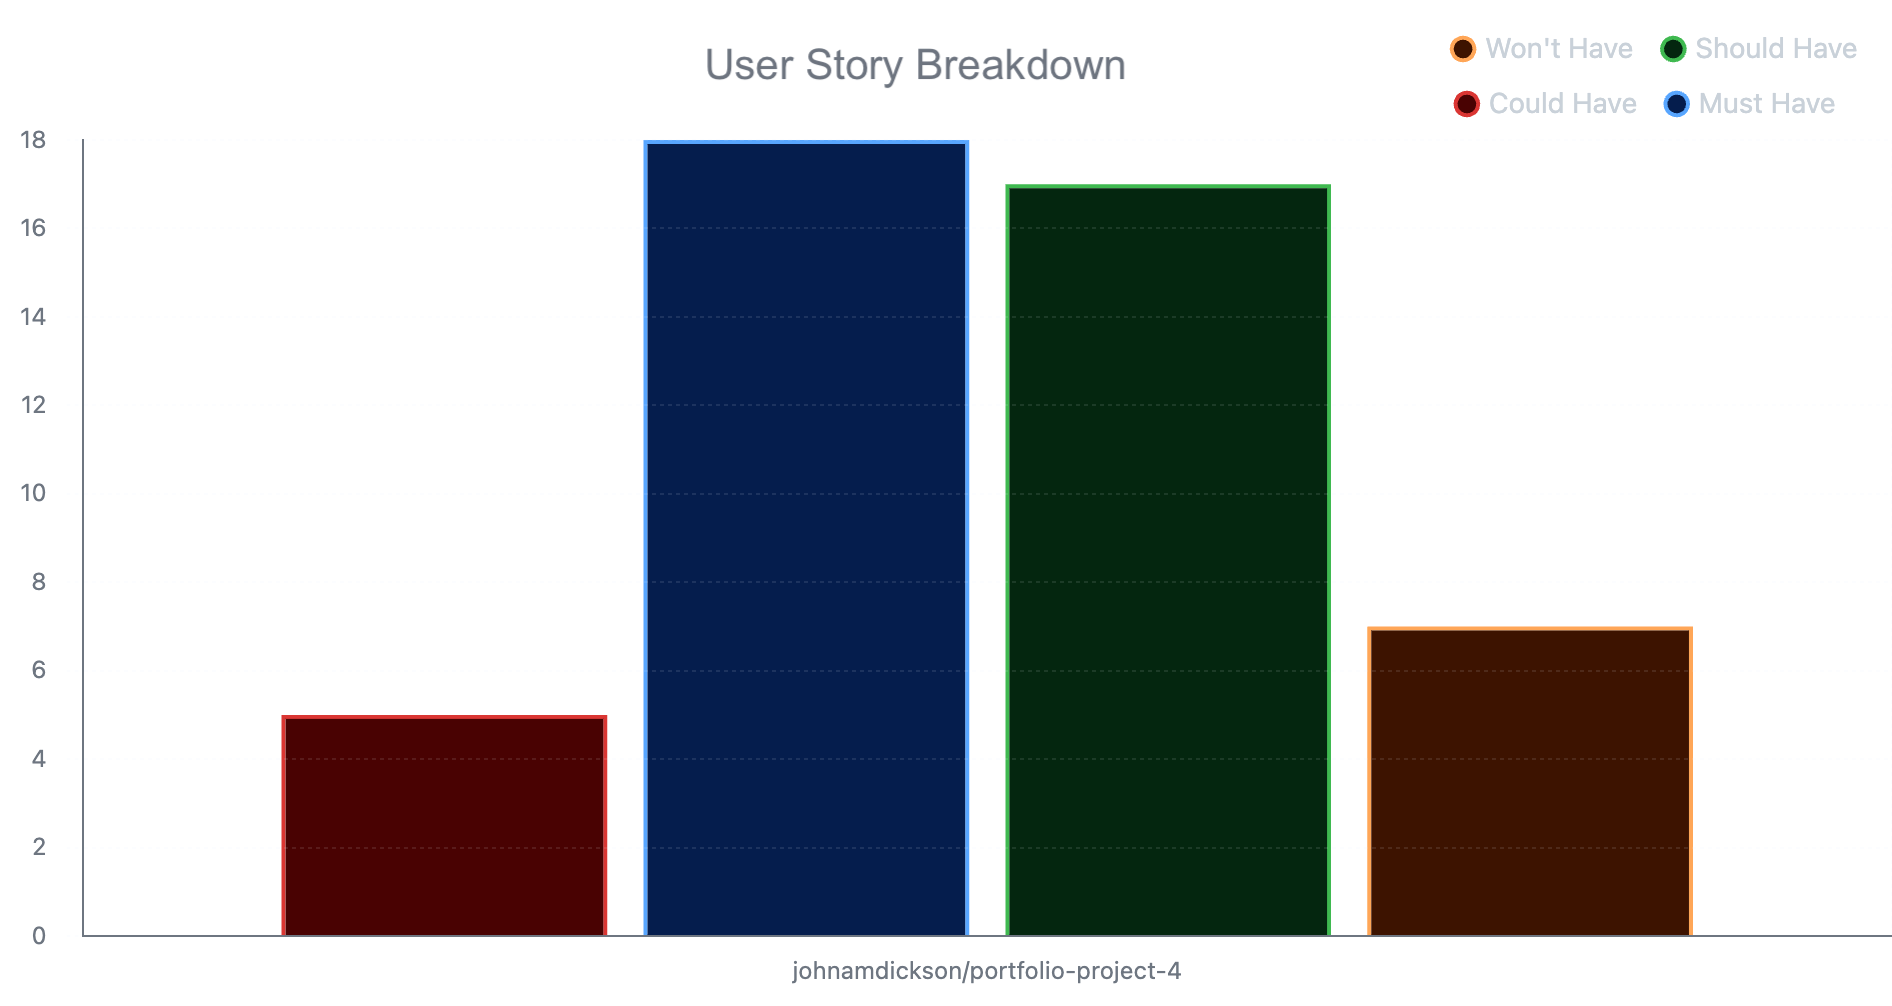 User Story Breakdown
Won't Have
Should Have
Could Have
Must Have
18
16
14
12
10
8
6
4
2
0
johnamdickson/portfolio-project-4